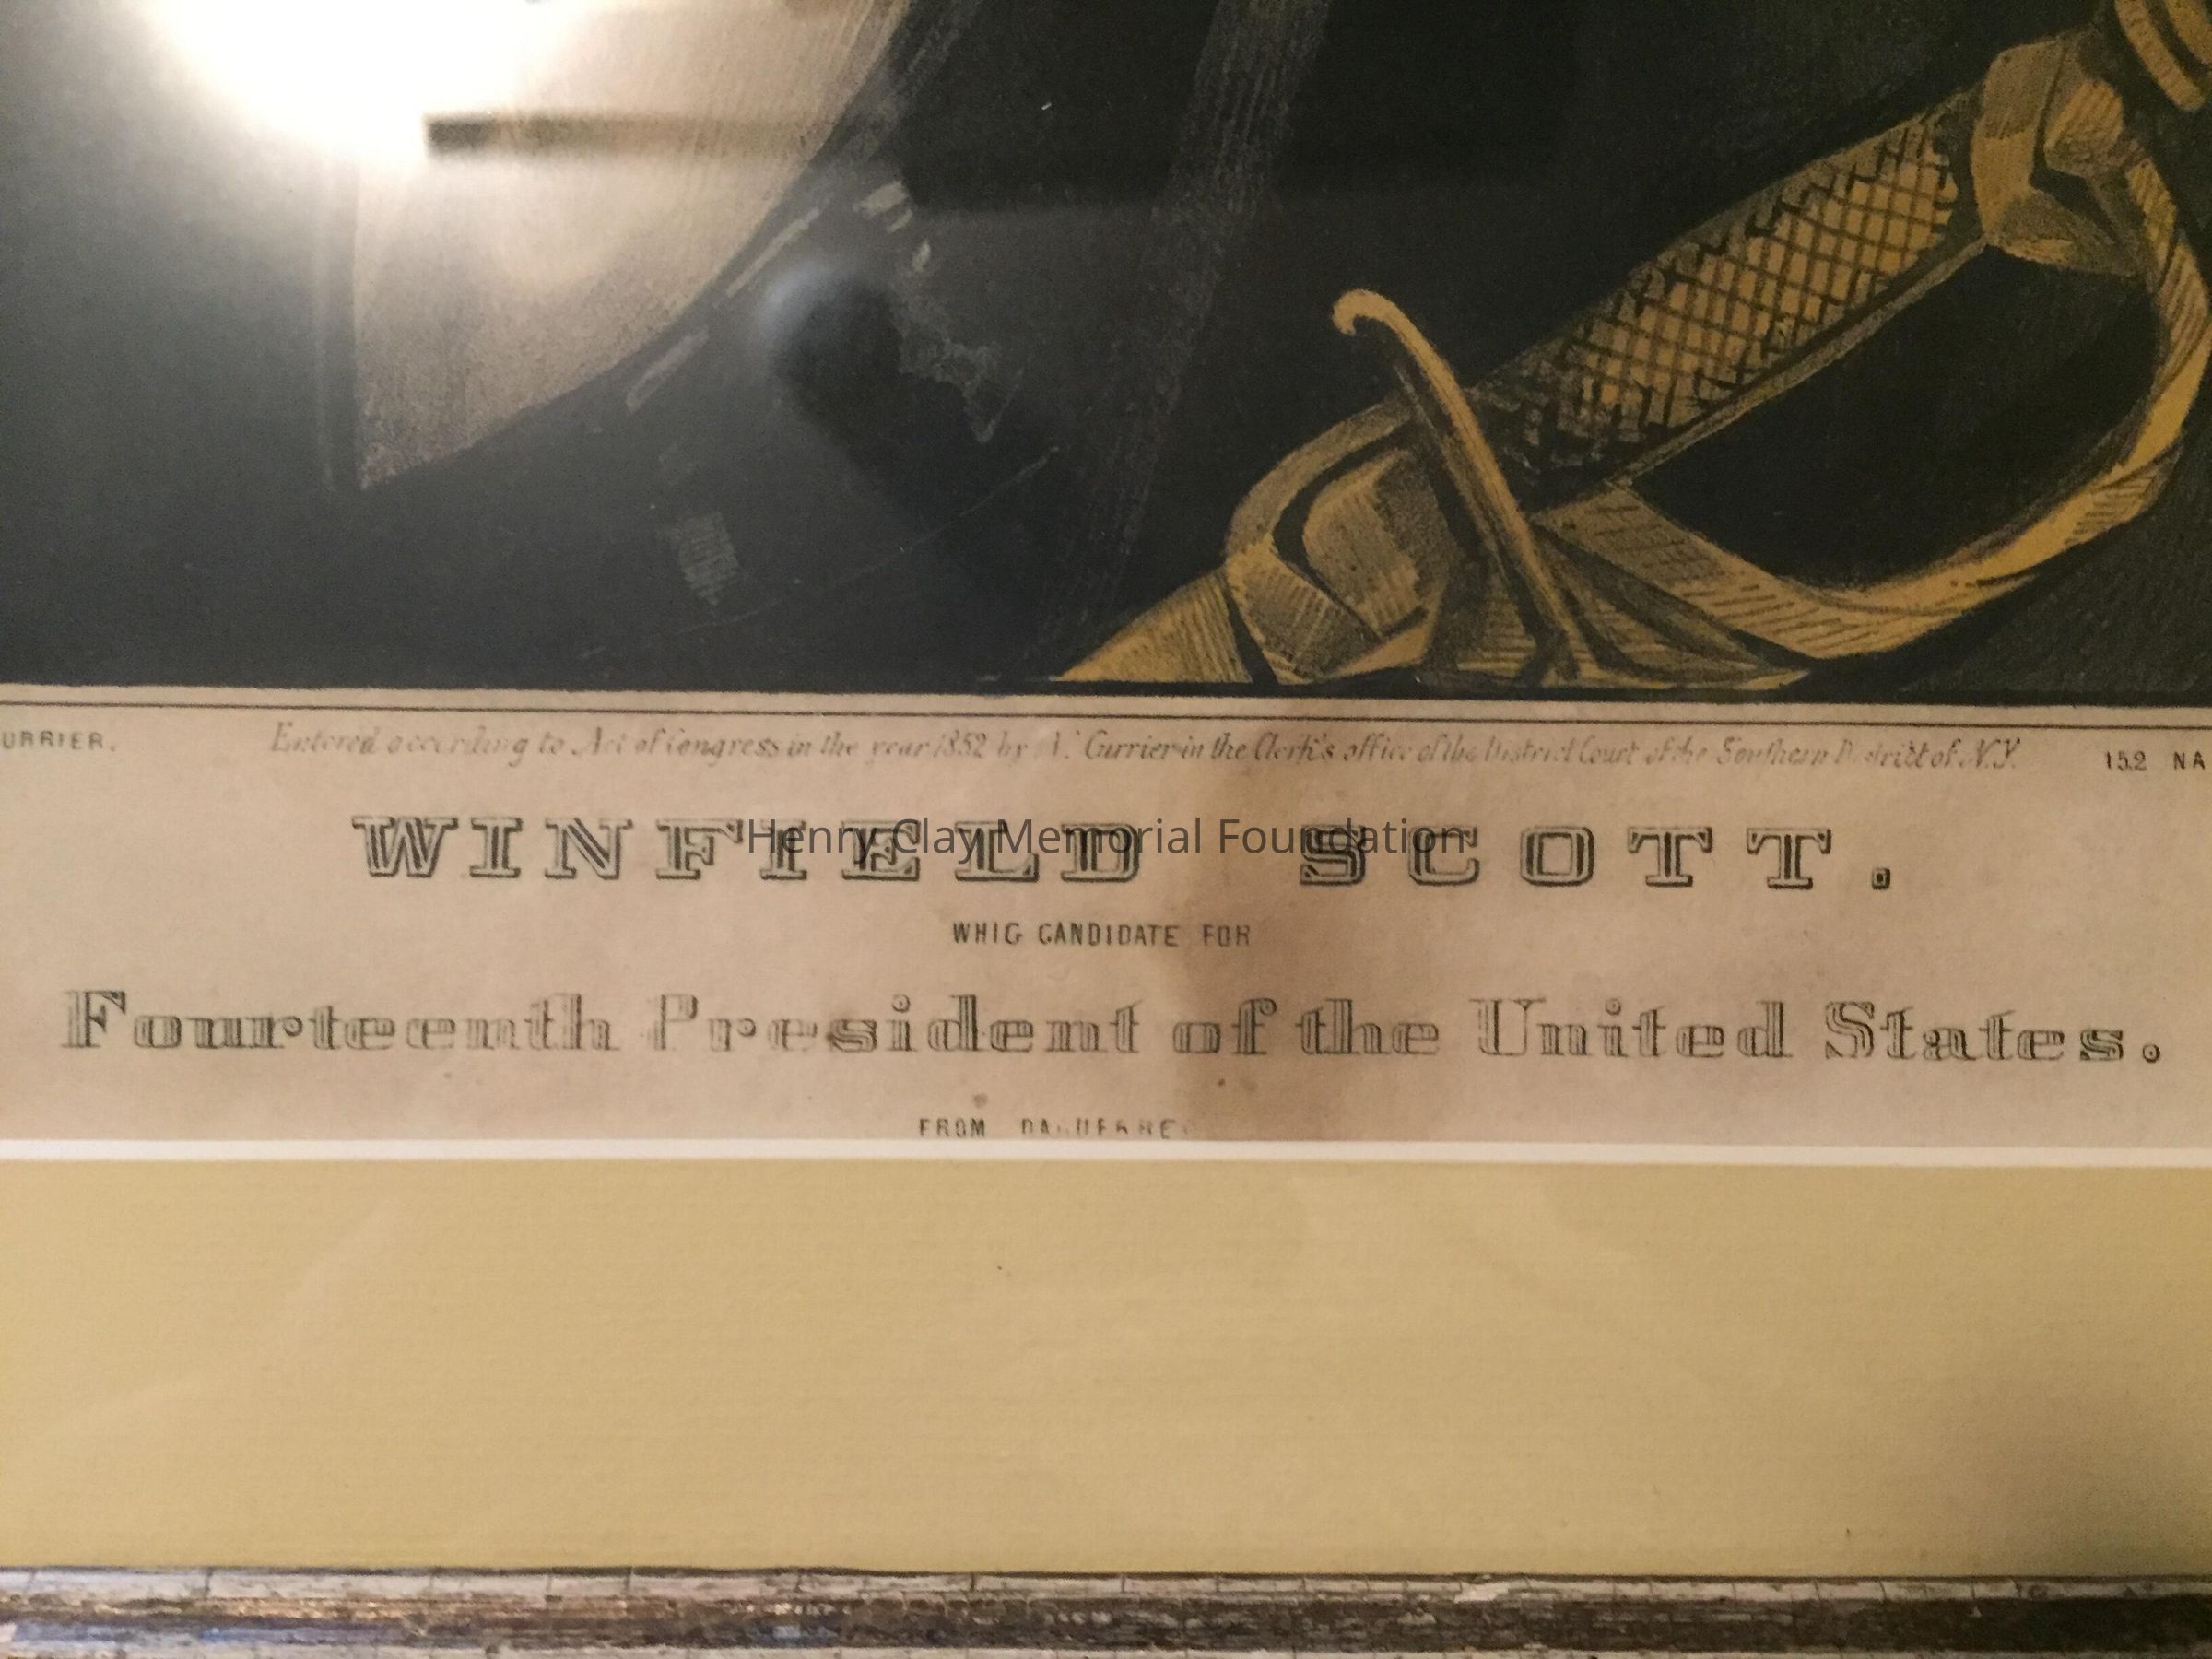 URRIER.
Entered according to Act of Congress in the year 1852 by N. Currier in the Clerk's office of the District Court of the Southern District of N.Y.
152 NA
WINFIELD SCOTT.
Henry Clay Memorial Foundation
WHIG CANDIDATE FOR
Fourteenth President of the United States.
FROM DAGUERRE